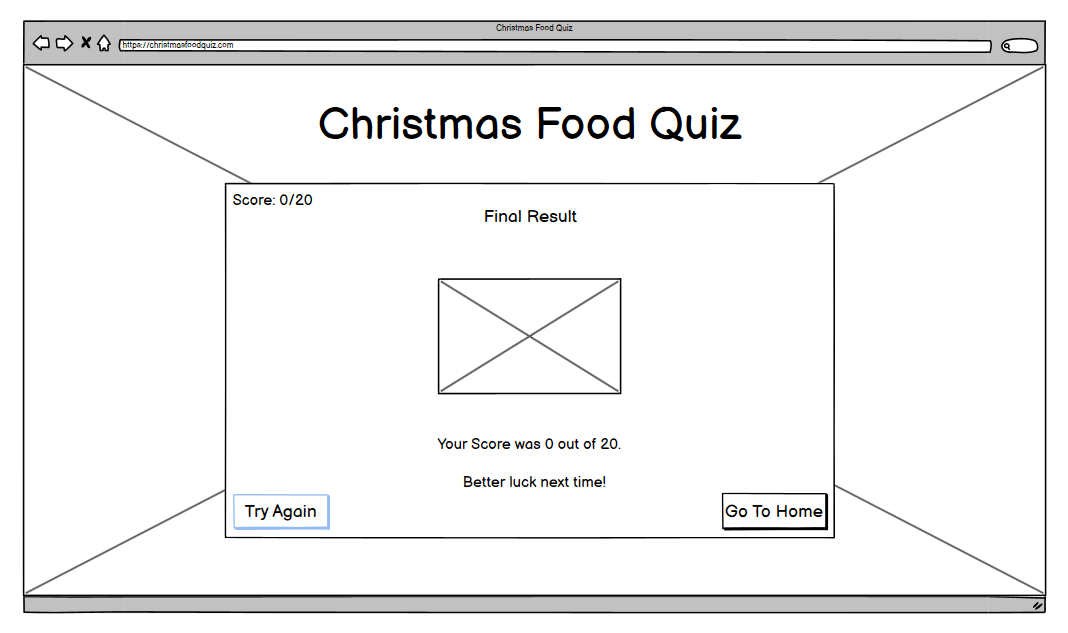 Christmas Food Quiz
https://christmasfoodquiz.com
Christmas Food Quiz
Score: 0/20
Final Result
Your Score was 0 out of 20.
Better luck next time!
Try Again
Go To Home